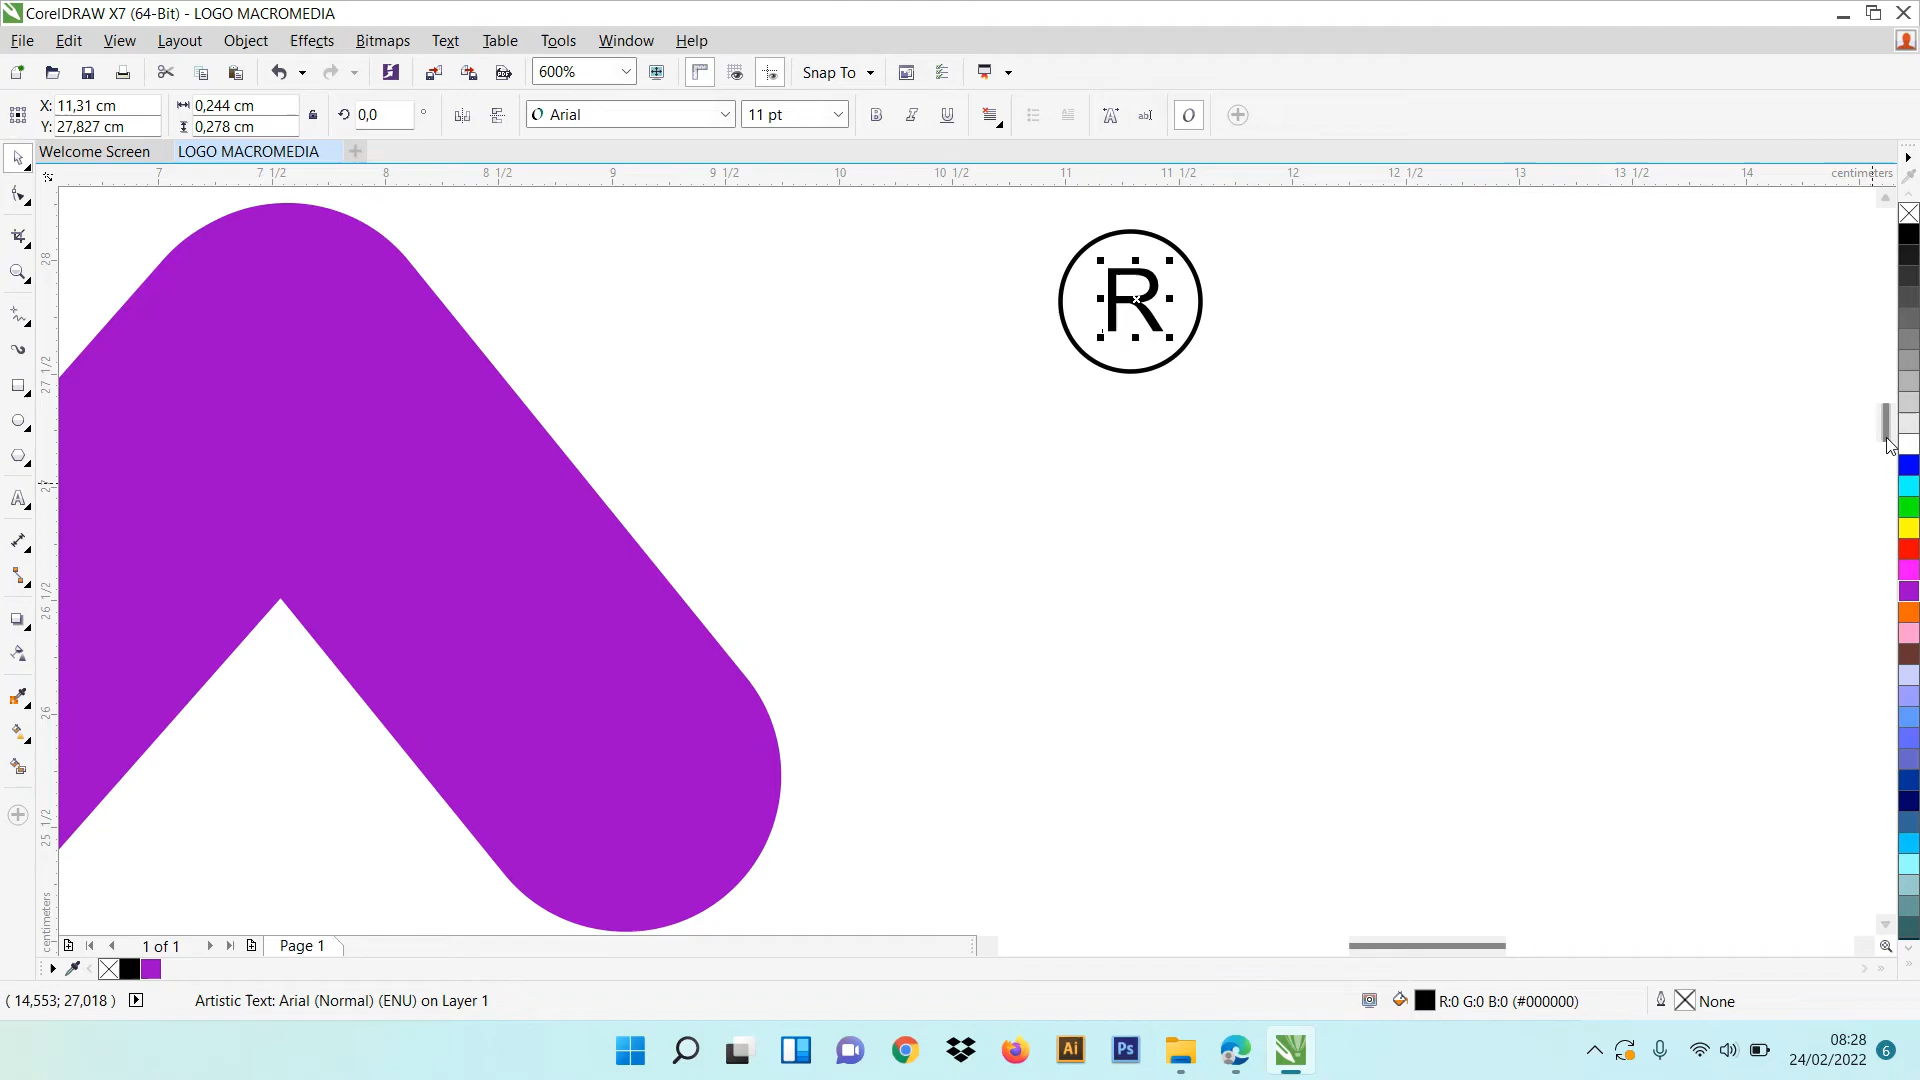 CorelDRAW X7 (64-Bit) - LOGO MACROMEDIA
File Edit View Layout Object Effects Bitmaps Text Table Tools Window Help
600% Snap To
X: 11,31 cm 0,244 cm 0,0 ° Arial 11 pt B I U
Y: 27,827 cm 0,278 cm
Welcome Screen LOGO MACROMEDIA
7 7 1/2 8 8 1/2 9 9 1/2 10 10 1/2 11 11 1/2 12 12 1/2 13 13 1/2 14 centimeters
28
27 1/2
27
26 1/2
26
25 1/2
centimeters
R
1 of 1 Page 1
( 14,553; 27,018 ) Artistic Text: Arial (Normal) (ENU) on Layer 1 R:0 G:0 B:0 (#000000) None
Ai Ps 08:28
24/02/2022 6